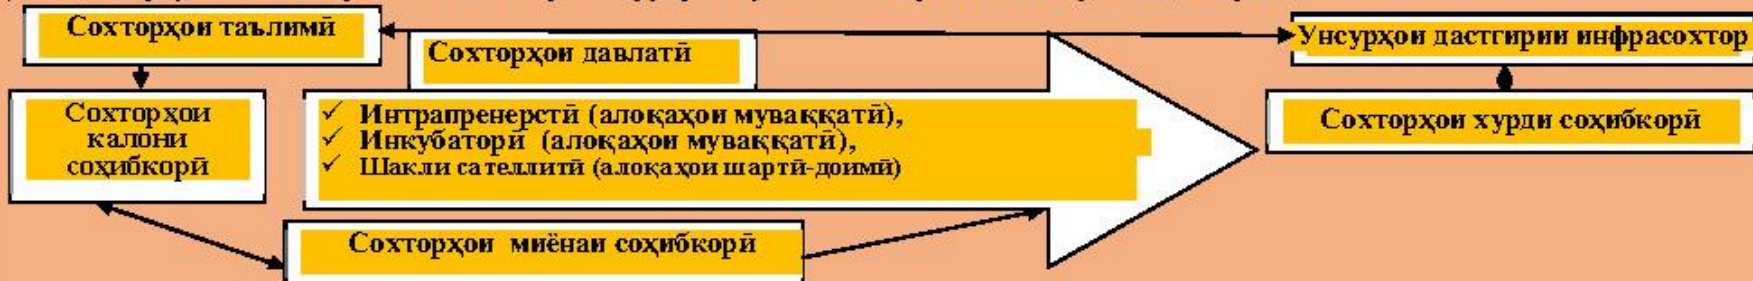 Сохторҳои таълимӣ
Сохторҳои давлатӣ
Унсурҳои дастгирии инфрасохтор
Сохторҳои
калони
соҳибкорӣ
✓ Интрапренерстӣ (алоқаҳои муваққатӣ),
✓ Инкубаторӣ (алоқаҳои муваққатӣ),
✓ Шакли сателлитӣ (алоқаҳои шартӣ-доимӣ)
Сохторҳои хурди соҳибкорӣ
Сохторҳои миёнаи соҳибкорӣ